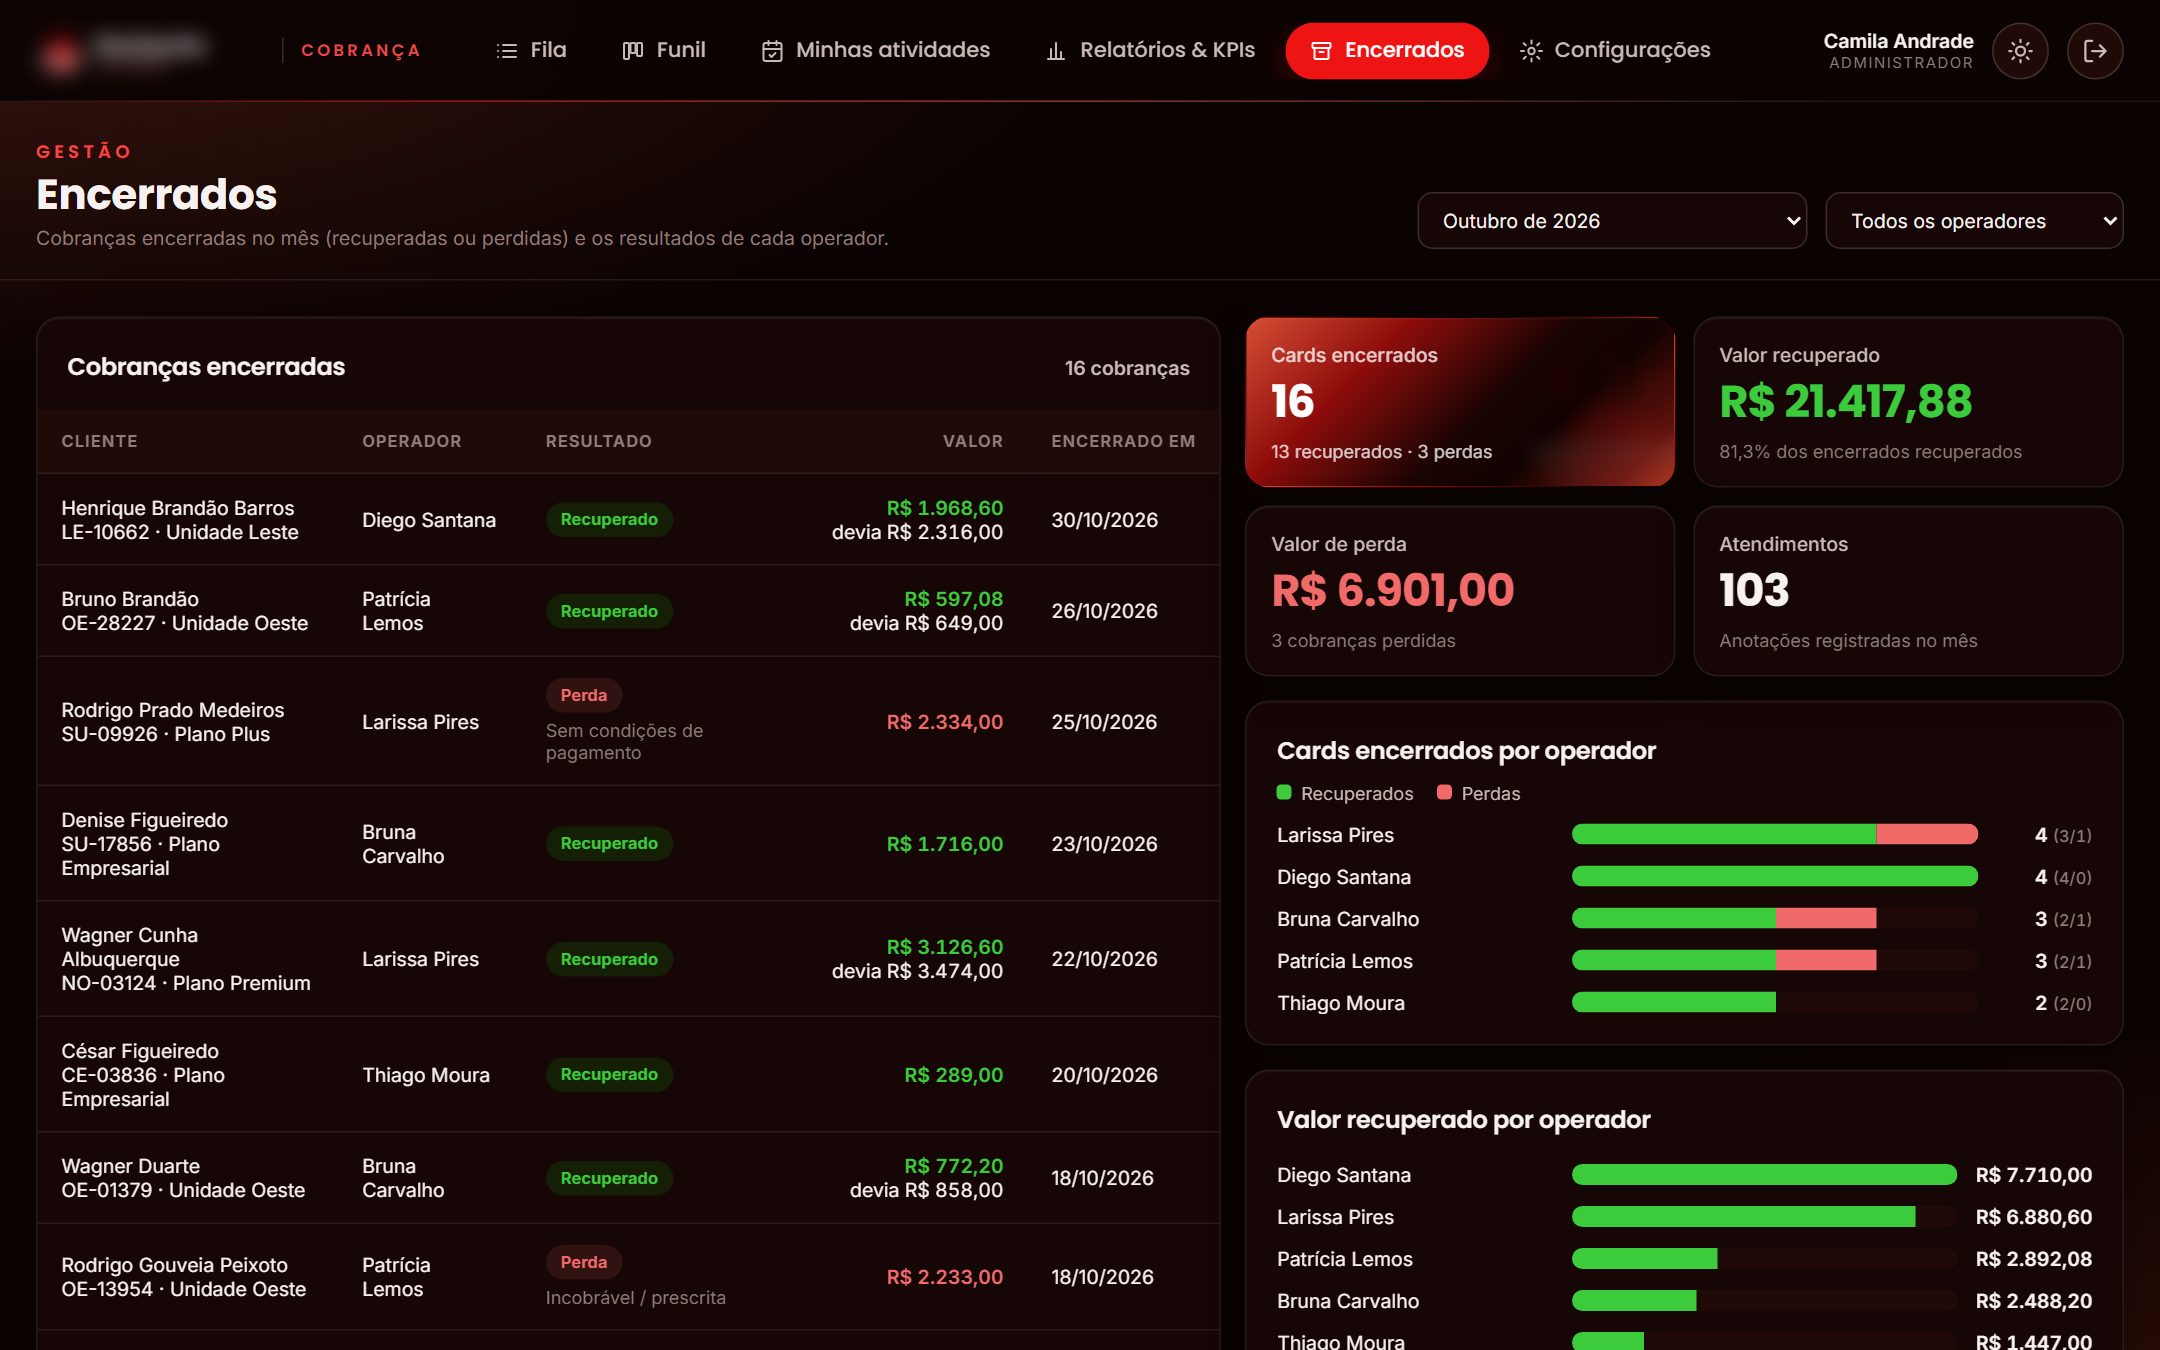 COBRANÇA
Fila
Funil
Minhas atividades
Relatórios & KPIs
Encerrados
Configurações
Camila Andrade
ADMINISTRADOR
GESTÃO
Encerrados
Cobranças encerradas no mês (recuperadas ou perdidas) e os resultados de cada operador.
Outubro de 2026
Todos os operadores
Cobranças encerradas
16 cobranças
CLIENTE OPERADOR RESULTADO VALOR ENCERRADO EM
Henrique Brandão Barros
LE-10662 · Unidade Leste
Diego Santana
Recuperado
R$ 1.968,60
devia R$ 2.316,00
30/10/2026
Bruno Brandão
OE-28227 · Unidade Oeste
Patrícia
Lemos
Recuperado
R$ 597,08
devia R$ 649,00
26/10/2026
Rodrigo Prado Medeiros
SU-09926 · Plano Plus
Larissa Pires
Perda
Sem condições de
pagamento
R$ 2.334,00
25/10/2026
Denise Figueiredo
SU-17856 · Plano
Empresarial
Bruna
Carvalho
Recuperado
R$ 1.716,00
23/10/2026
Wagner Cunha
Albuquerque
NO-03124 · Plano Premium
Larissa Pires
Recuperado
R$ 3.126,60
devia R$ 3.474,00
22/10/2026
César Figueiredo
CE-03836 · Plano
Empresarial
Thiago Moura
Recuperado
R$ 289,00
20/10/2026
Wagner Duarte
OE-01379 · Unidade Oeste
Bruna
Carvalho
Recuperado
R$ 772,20
devia R$ 858,00
18/10/2026
Rodrigo Gouveia Peixoto
OE-13954 · Unidade Oeste
Patrícia
Lemos
Perda
Incobrável / prescrita
R$ 2.233,00
18/10/2026
Cards encerrados
16
13 recuperados · 3 perdas
Valor recuperado
R$ 21.417,88
81,3% dos encerrados recuperados
Valor de perda
R$ 6.901,00
3 cobranças perdidas
Atendimentos
103
Anotações registradas no mês
Cards encerrados por operador
Recuperados Perdas
Larissa Pires 4 (3/1)
Diego Santana 4 (4/0)
Bruna Carvalho 3 (2/1)
Patrícia Lemos 3 (2/1)
Thiago Moura 2 (2/0)
Valor recuperado por operador
Diego Santana R$ 7.710,00
Larissa Pires R$ 6.880,60
Patrícia Lemos R$ 2.892,08
Bruna Carvalho R$ 2.488,20
Thiago Moura R$ 1.447,00